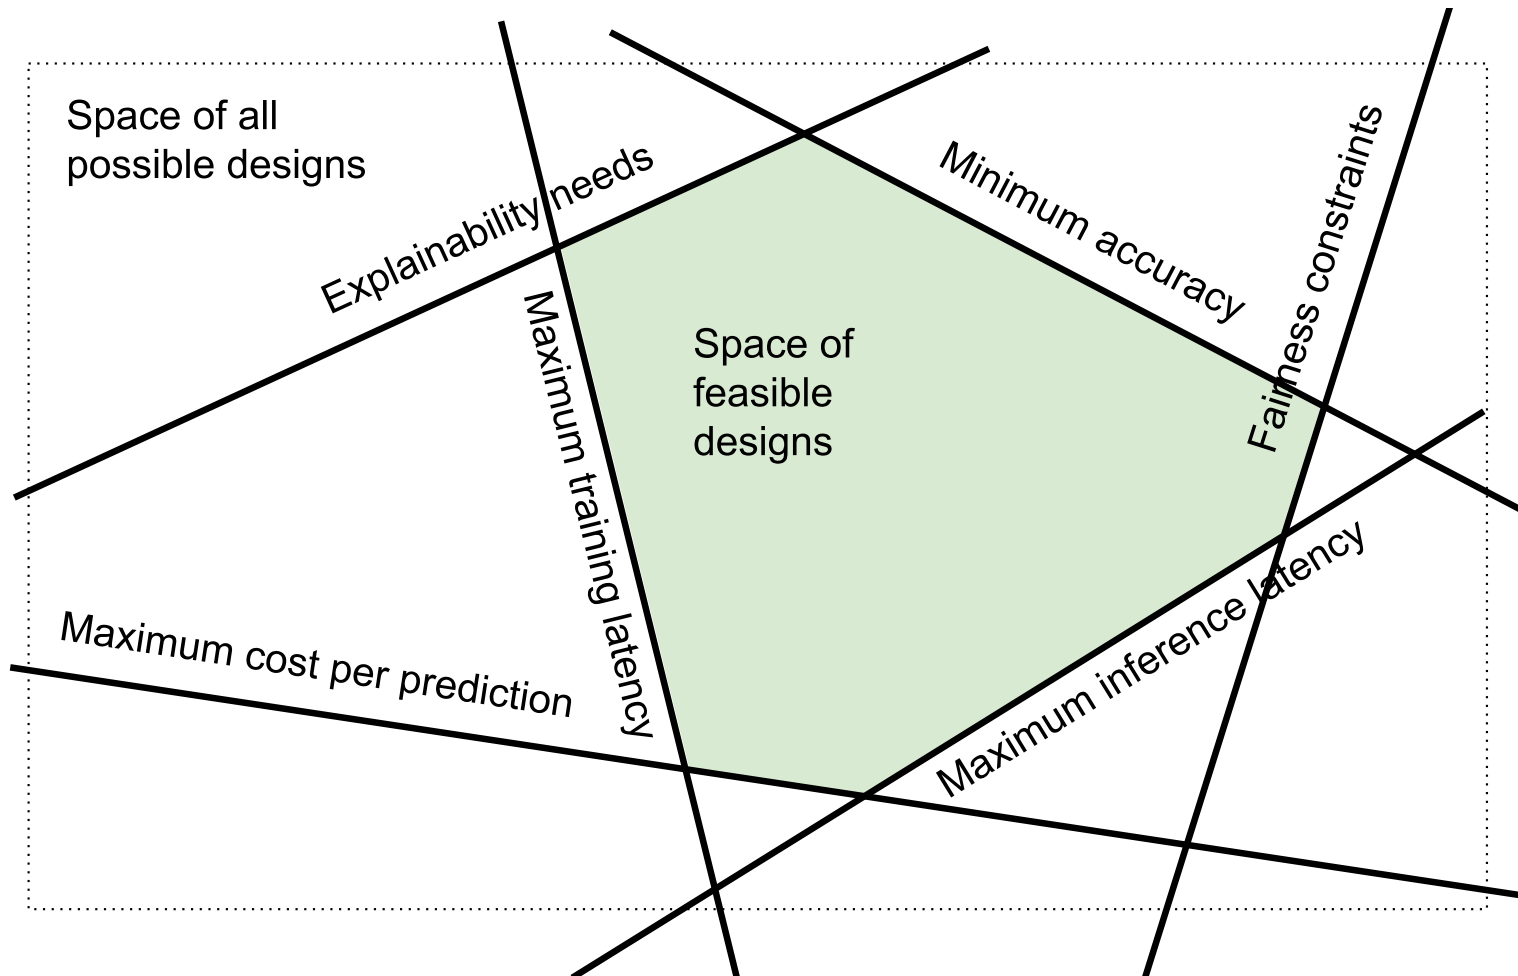 Space of all
possible designs
Explainability needs
Minimum accuracy
Fairness constraints
Maximum training latency
Space of
feasible
designs
Maximum cost per prediction
Maximum inference latency